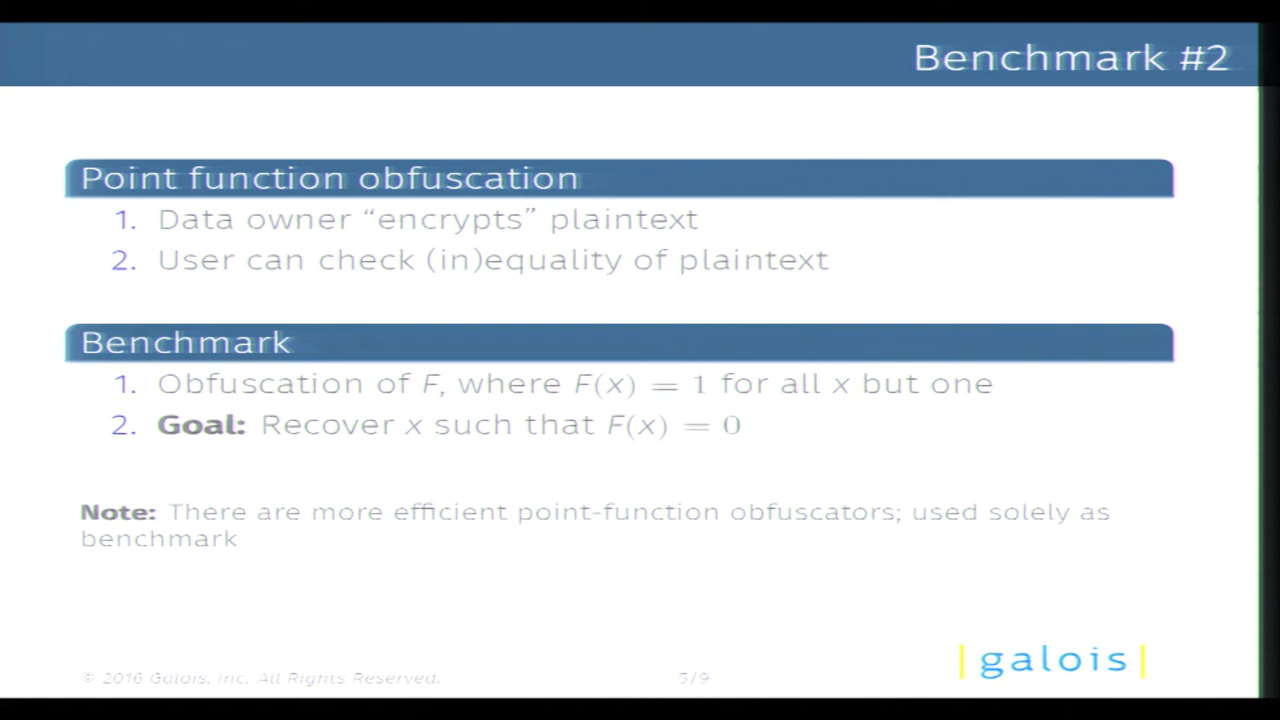 Benchmark #2
Point function obfuscation
1. Data owner “encrypts” plaintext
2. User can check (in)equality of plaintext
Benchmark
1. Obfuscation of F, where F(x) = 1 for all x but one
2. Goal: Recover x such that F(x) = 0
Note: There are more efficient point-function obfuscators; used solely as
benchmark
© 2016 Galois, Inc. All Rights Reserved.
5/9
|galois|